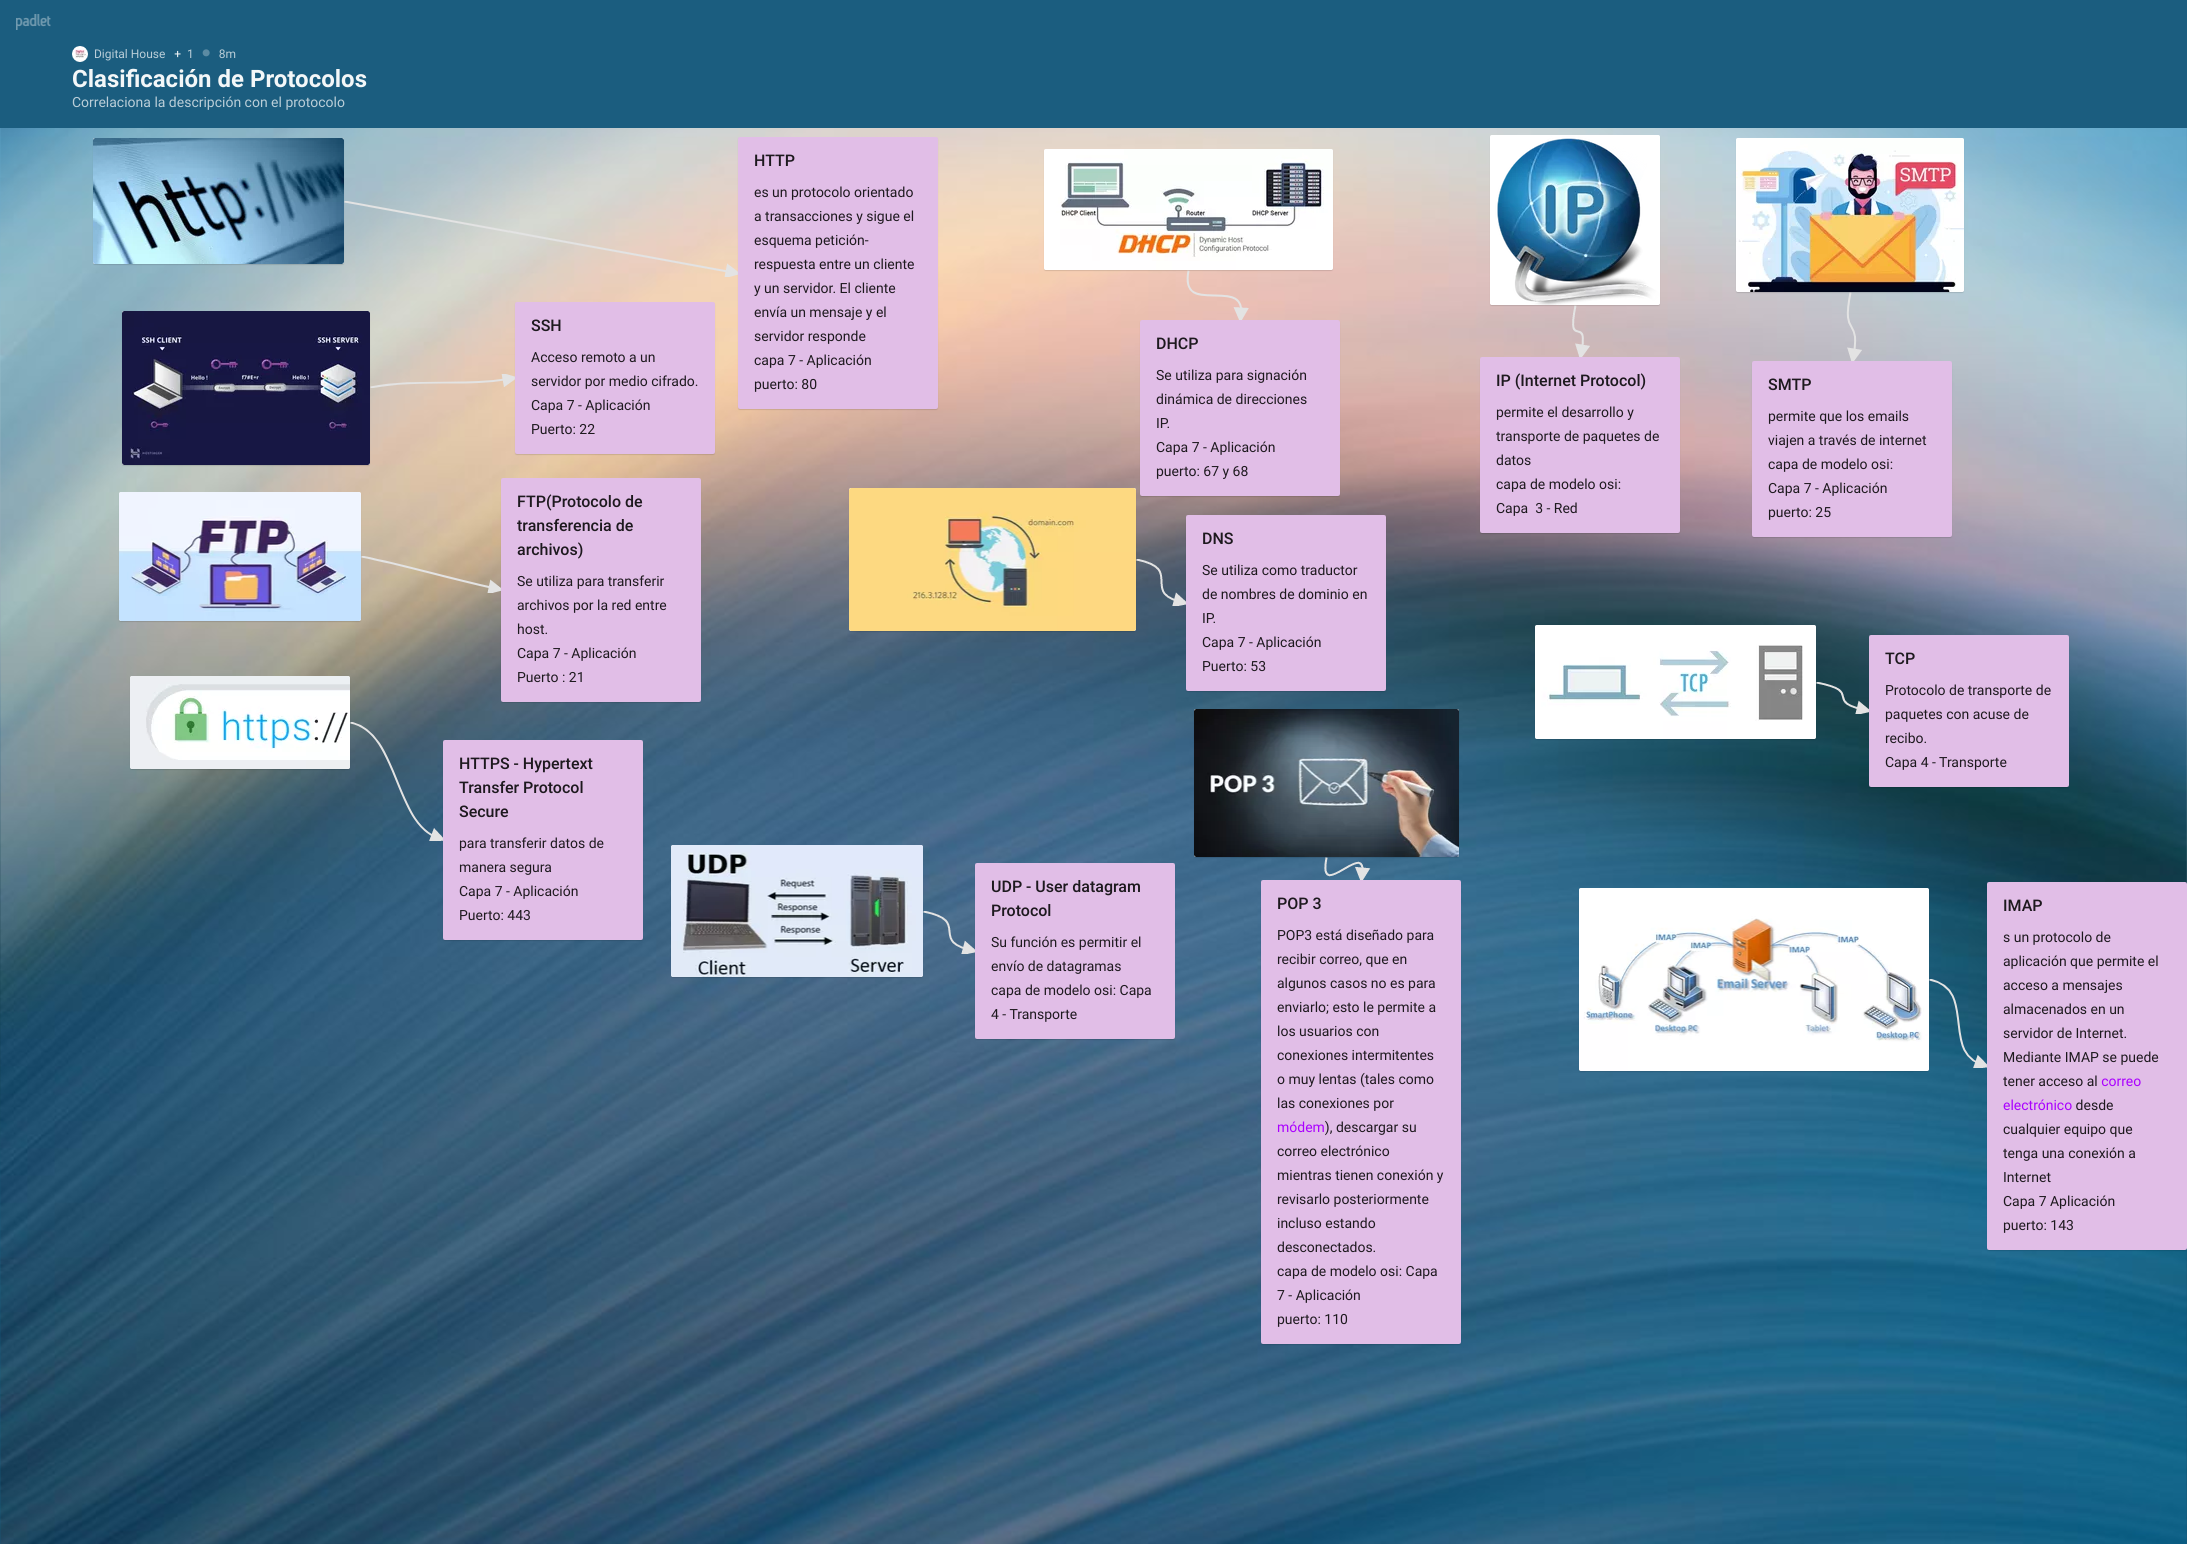 padlet
Digital House + 1 8m
Clasificación de Protocolos
Correlaciona la descripción con el protocolo
http://www
HTTP
es un protocolo orientado
a transacciones y sigue el
esquema petición-
respuesta entre un cliente
y un servidor. El cliente
envía un mensaje y el
servidor responde
capa 7 - Aplicación
puerto: 80
SSH CLIENT
SSH SERVER
Hello !
Hello !
SSH
Acceso remoto a un
servidor por medio cifrado.
Capa 7 - Aplicación
Puerto: 22
FTP
FTP(Protocolo de
transferencia de
archivos)
Se utiliza para transferir
archivos por la red entre
host.
Capa 7 - Aplicación
Puerto : 21
https://
HTTPS - Hypertext
Transfer Protocol
Secure
para transferir datos de
manera segura
Capa 7 - Aplicación
Puerto: 443
UDP
Request
Response
Response
Client
Server
UDP - User datagram
Protocol
Su función es permitir el
envío de datagramas
capa de modelo osi: Capa
4 - Transporte
DHCP Client
Router
DHCP Server
DHCP
Dynamic Host
Configuration Protocol
DHCP
Se utiliza para signación
dinámica de direcciones
IP.
Capa 7 - Aplicación
puerto: 67 y 68
domain.com
216.3.128.12
DNS
Se utiliza como traductor
de nombres de dominio en
IP.
Capa 7 - Aplicación
Puerto: 53
POP 3
POP 3
POP3 está diseñado para
recibir correo, que en
algunos casos no es para
enviarlo; esto le permite a
los usuarios con
conexiones intermitentes
o muy lentas (tales como
las conexiones por
módem), descargar su
correo electrónico
mientras tienen conexión y
revisarlo posteriormente
incluso estando
desconectados.
capa de modelo osi: Capa
7 - Aplicación
puerto: 110
IP
IP (Internet Protocol)
permite el desarrollo y
transporte de paquetes de
datos
capa de modelo osi:
Capa  3 - Red
SMTP
SMTP
permite que los emails
viajen a través de internet
capa de modelo osi:
Capa 7 - Aplicación
puerto: 25
TCP
TCP
Protocolo de transporte de
paquetes con acuse de
recibo.
Capa 4 - Transporte
IMAP
IMAP
IMAP
IMAP
Email Server
SmartPhone
Desktop PC
Tablet
Desktop PC
IMAP
s un protocolo de
aplicación que permite el
acceso a mensajes
almacenados en un
servidor de Internet.
Mediante IMAP se puede
tener acceso al correo
electrónico desde
cualquier equipo que
tenga una conexión a
Internet
Capa 7 Aplicación
puerto: 143